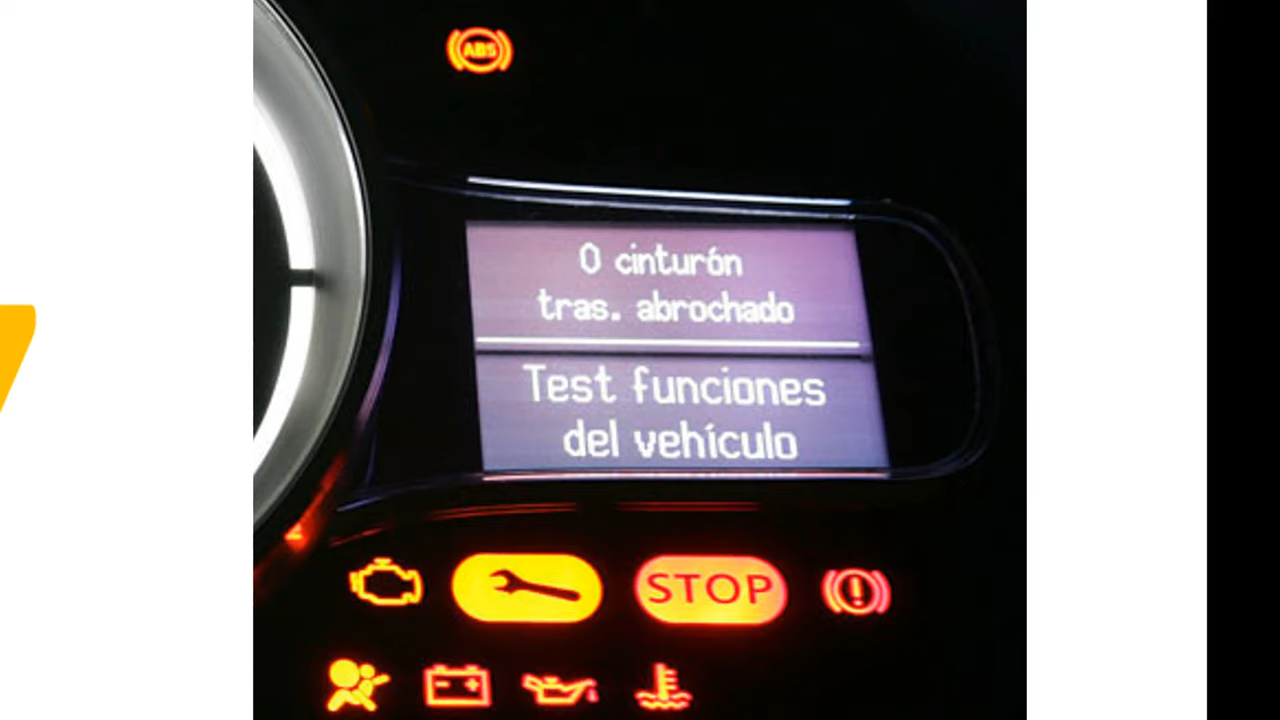 ABS
0 cinturón
tras. abrochado
Test funciones
del vehículo
STOP